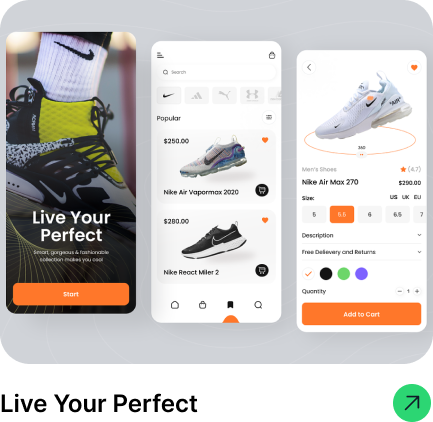 Live Your
Perfect
Smart, gorgeous & fashionable
collection makes you cool
Start
Search
Popular
$250.00
Nike Air Vapormax 2020
$280.00
Nike React Miler 2
360
Men's Shoes
(4.7)
Nike Air Max 270
$290.00
Size:
US UK EU
5
5.5
6
6.5
7
Description
Free Delievery and Returns
Quantity
- 1 +
Add to Cart
Live Your Perfect